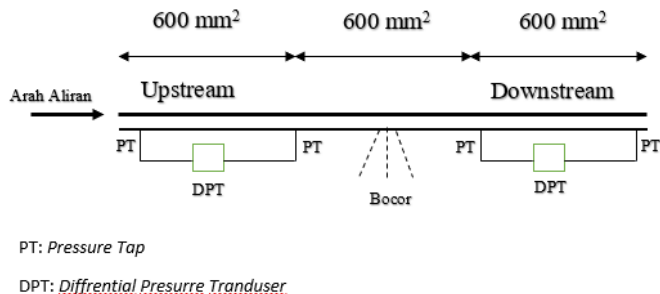 600 mm² 600 mm² 600 mm²
Arah Aliran Upstream Downstream
PT PT PT PT
DPT Bocor DPT
PT: Pressure Tap
DPT: Diffrential Presurre Tranduser